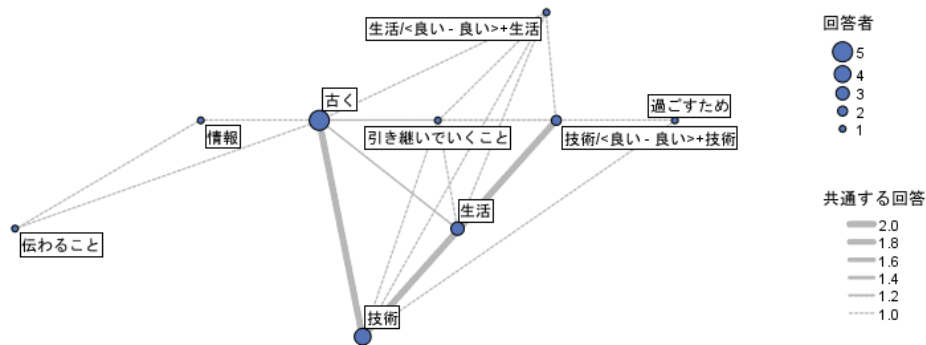 生活/<良い - 良い>+生活
古く
過ごすため
情報
引き継いでいくこと
技術/<良い - 良い>+技術
生活
伝わること
技術
回答者
5
4
3
2
1
共通する回答
2.0
1.8
1.6
1.4
1.2
1.0